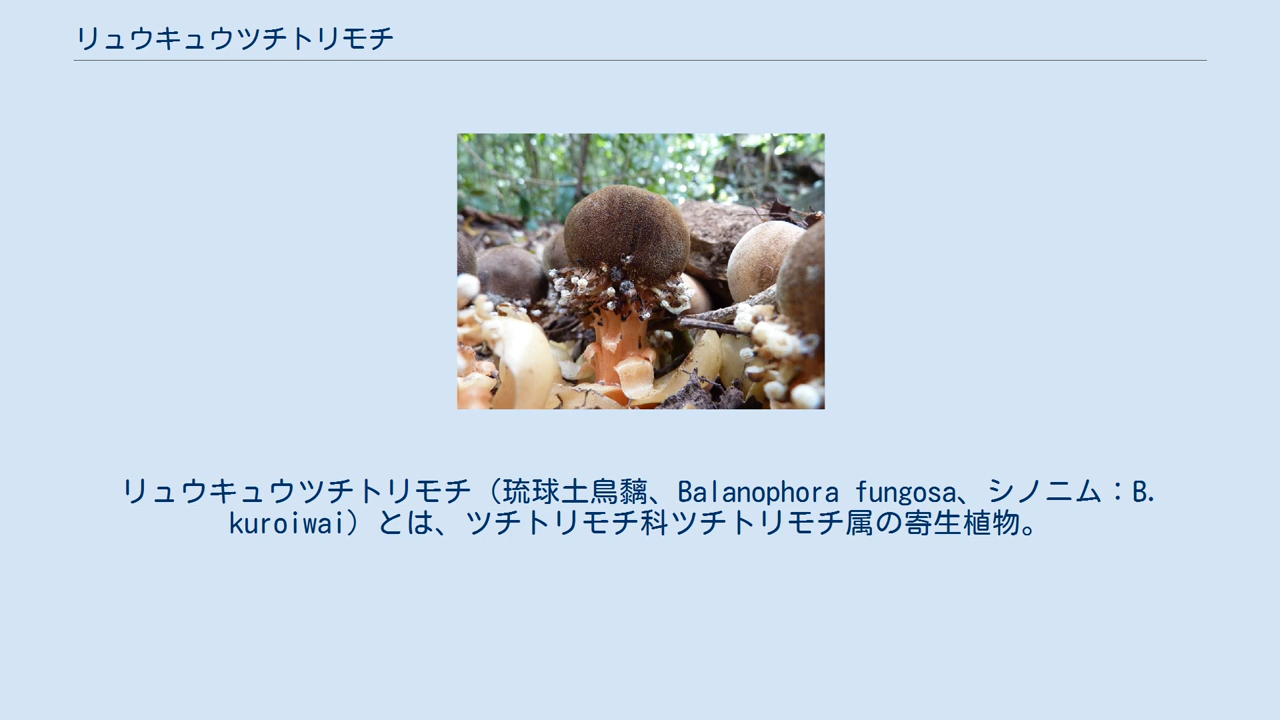 リュウキュウツチトリモチ
リュウキュウツチトリモチ（琉球土鳥黐、Balanophora fungosa、シノニム：B.
kuroiwai）とは、ツチトリモチ科ツチトリモチ属の寄生植物。